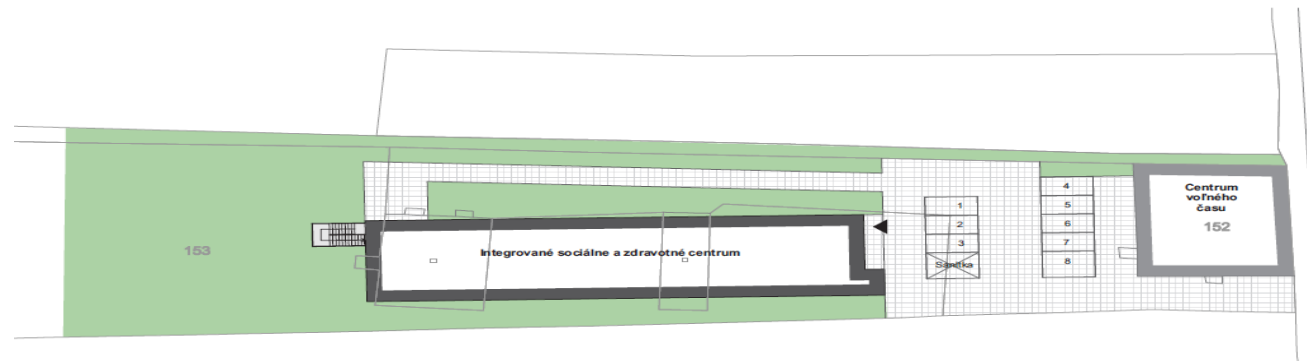 153
Integrované sociálne a zdravotné centrum
1
2
3
Sanitka
4
5
6
7
8
Centrum
voľného
času
152